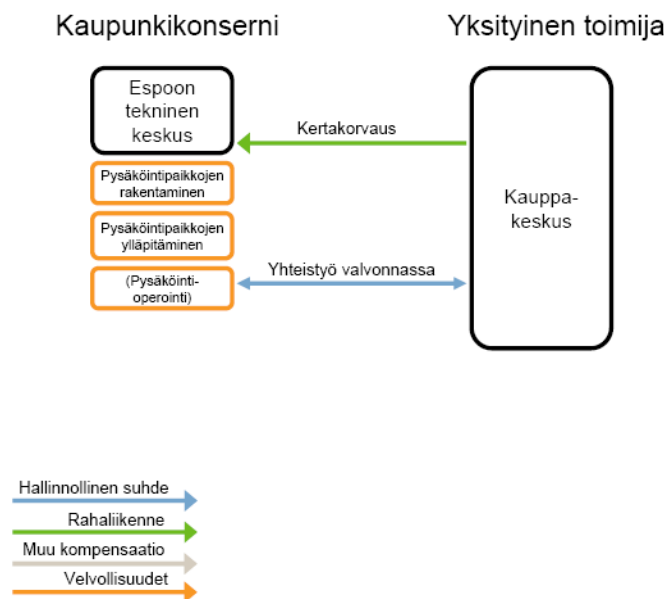 Kaupunkikonserni
Yksityinen toimija
Espoon
tekninen
keskus
Kertakorvaus
Pysäköintipaikkojen
rakentaminen
Pysäköintipaikkojen
ylläpitäminen
(Pysäköinti-
operointi)
Yhteistyö valvonnassa
Kauppa-
keskus
Hallinnollinen suhde
Rahaliikenne
Muu kompensaatio
Velvollisuudet